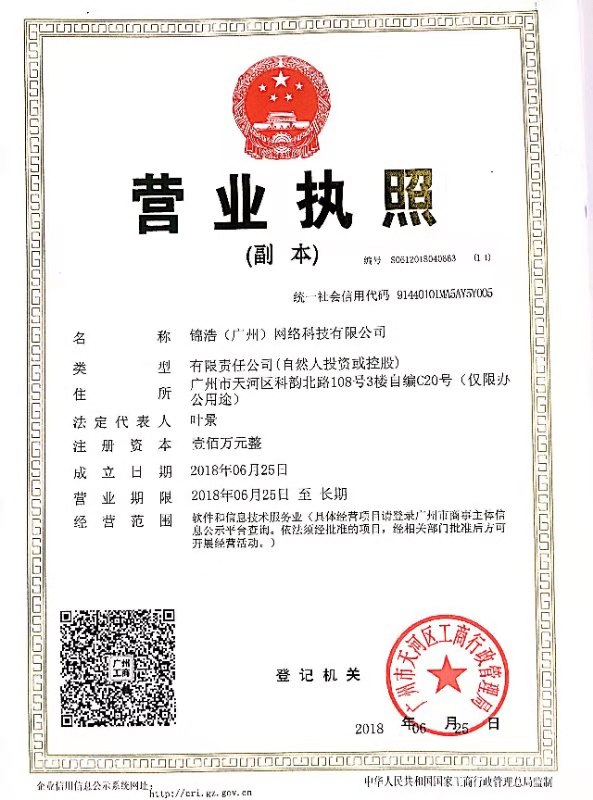 营业执照
(副 本)
编号 S0612018040663 (1 1)
统一社会信用代码 91440101MA5AY5Y005
名 称 锦浩（广州）网络科技有限公司
类 型 有限责任公司(自然人投资或控股)
住 所 广州市天河区科韵北路108号3楼自编C20号（仅限办
公用途）
法定代表人 叶景
注册资本 壹佰万元整
成立日期 2018年06月25日
营业期限 2018年06月25日 至 长期
经营范围 软件和信息技术服务业（具体经营项目请登录广州市商事主体信
息公示平台查询。依法须经批准的项目，经相关部门批准后方可
开展经营活动。）
广州
工商
登记机关
广州市天河区工商行政管理局
2018 年 06 月 25 日
企业信用信息公示系统网址：http://cri.gz.gov.cn
中华人民共和国国家工商行政管理总局监制